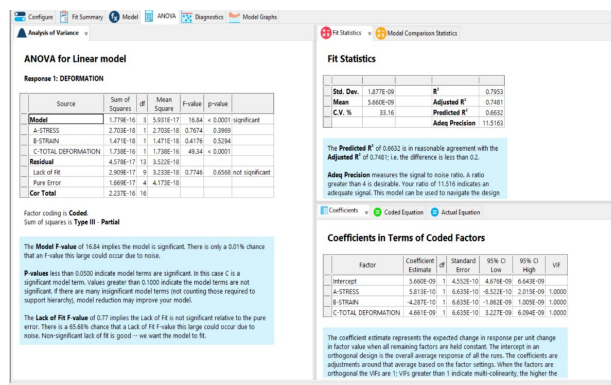 Configure Fit Summary Model ANOVA Diagnostics Model Graphs
Analysis of Variance
ANOVA for Linear model
Response 1: DEFORMATION
Source Sum of Squares df Mean Square F-value p-value
Model 1.779E-16 3 5.931E-17 16.84 < 0.0001 significant
A-STRESS 2.703E-18 1 2.703E-18 0.7674 0.3969
B-STRAIN 1.471E-18 1 1.471E-18 0.4176 0.5294
C-TOTAL DEFORMATION 1.738E-16 1 1.738E-16 49.34 < 0.0001
Residual 4.578E-17 13 3.522E-18
Lack of Fit 2.909E-17 9 3.233E-18 0.7746 0.6568 not significant
Pure Error 1.669E-17 4 4.173E-18
Cor Total 2.237E-16 16
Factor coding is Coded.
Sum of squares is Type III - Partial
The Model F-value of 16.84 implies the model is significant. There is only a 0.01% chance
that an F-value this large could occur due to noise.
P-values less than 0.0500 indicate model terms are significant. In this case C is a
significant model term. Values greater than 0.1000 indicate the model terms are not
significant. If there are many insignificant model terms (not counting those required to
support hierarchy), model reduction may improve your model.
The Lack of Fit F-value of 0.77 implies the Lack of Fit is not significant relative to the pure
error. There is a 65.68% chance that a Lack of Fit F-value this large could occur due to
noise. Non-significant lack of fit is good -- we want the model to fit.
Fit Statistics Model Comparison Statistics
Fit Statistics
Std. Dev. 1.877E-09 R² 0.7953
Mean 5.660E-09 Adjusted R² 0.7481
C.V. % 33.16 Predicted R² 0.6632
Adeq Precision 11.5163
The Predicted R² of 0.6632 is in reasonable agreement with the
Adjusted R² of 0.7481; i.e. the difference is less than 0.2.
Adeq Precision measures the signal to noise ratio. A ratio
greater than 4 is desirable. Your ratio of 11.516 indicates an
adequate signal. This model can be used to navigate the design
Coefficients Coded Equation Actual Equation
Coefficients in Terms of Coded Factors
Factor Coefficient Estimate df Standard Error 95% CI Low 95% CI High VIF
Intercept 5.660E-09 1 4.552E-10 4.676E-09 6.643E-09
A-STRESS 5.813E-10 1 6.635E-10 -8.522E-10 2.015E-09 1.0000
B-STRAIN -4.287E-10 1 6.635E-10 -1.862E-09 1.005E-09 1.0000
C-TOTAL DEFORMATION 4.661E-09 1 6.635E-10 3.227E-09 6.094E-09 1.0000
The coefficient estimate represents the expected change in response per unit change
in factor value when all remaining factors are held constant. The intercept in an
orthogonal design is the overall average response of all the runs. The coefficients are
adjustments around that average based on the factor settings. When the factors are
orthogonal the VIFs are 1; VIFs greater than 1 indicate multi-colinearity, the higher the